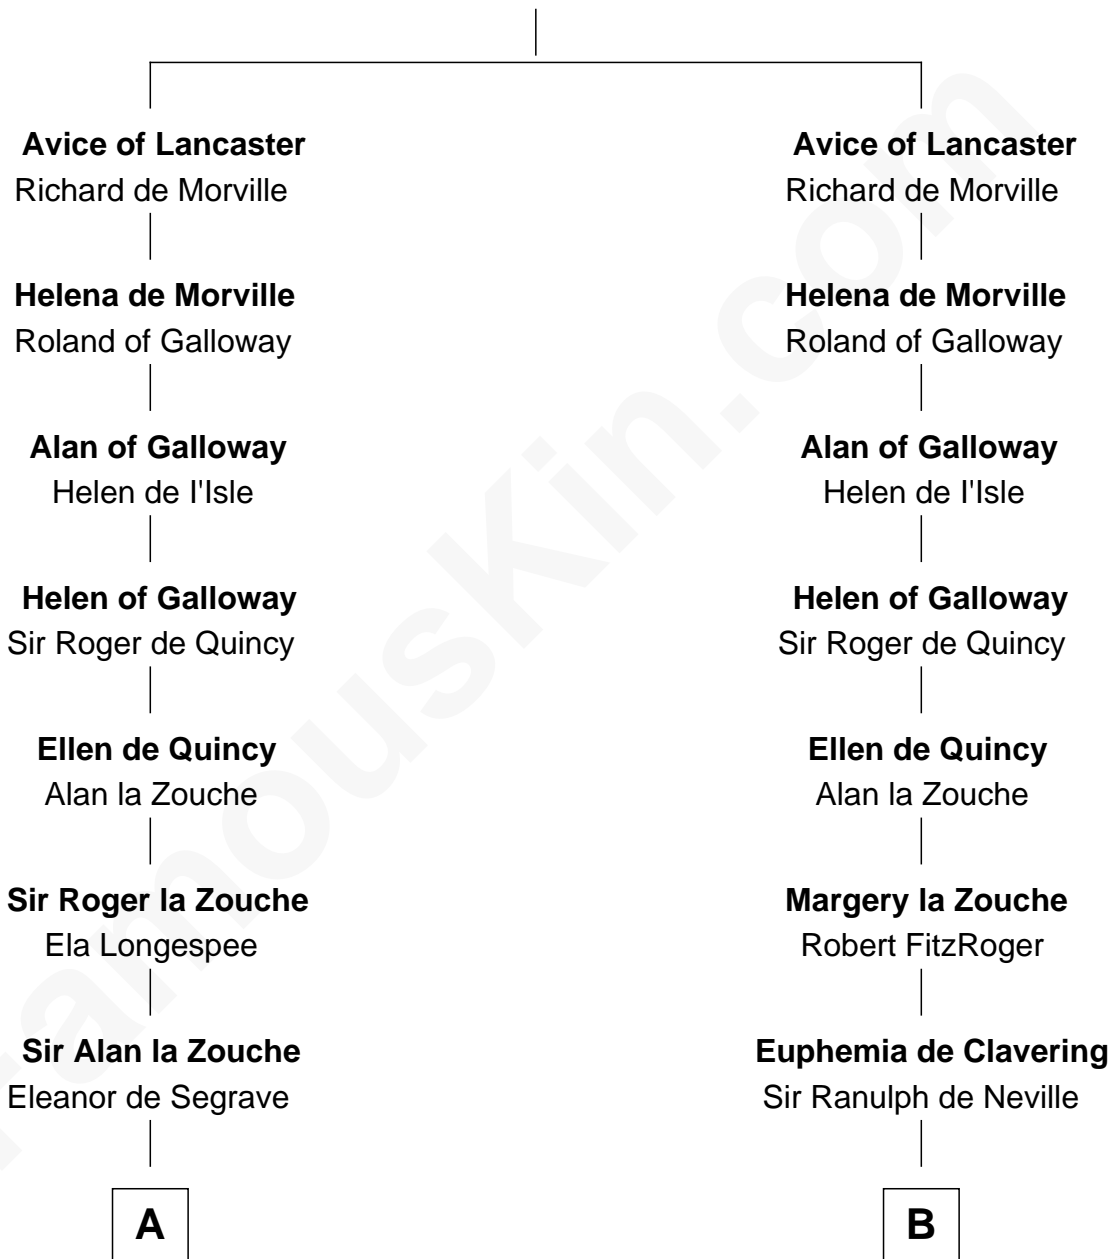 Avice of Lancaster
Richard de Morville
Helena de Morville
Roland of Galloway
Alan of Galloway
Helen de l'Isle
Helen of Galloway
Sir Roger de Quincy
Ellen de Quincy
Alan la Zouche
Sir Roger la Zouche
Ela Longespee
Sir Alan la Zouche
Eleanor de Segrave
A
Avice of Lancaster
Richard de Morville
Helena de Morville
Roland of Galloway
Alan of Galloway
Helen de l'Isle
Helen of Galloway
Sir Roger de Quincy
Ellen de Quincy
Alan la Zouche
Margery la Zouche
Robert FitzRoger
Euphemia de Clavering
Sir Ranulph de Neville
B
FamousKin.com